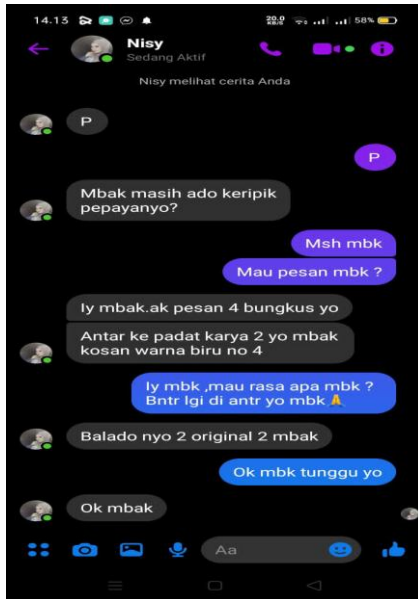 14.13 20.0 KB/S 58%
Nisy
Sedang Aktif
Nisy melihat cerita Anda
P
P
Mbak masih ado keripik
pepayanyo?
Msh mbk
Mau pesan mbk ?
Iy mbak.ak pesan 4 bungkus yo
Antar ke padat karya 2 yo mbak
kosan warna biru no 4
Iy mbk ,mau rasa apa mbk ?
Bntr lgi di antr yo mbk🙏
Balado nyo 2 original 2 mbak
Ok mbk tunggu yo
Ok mbak
Aa